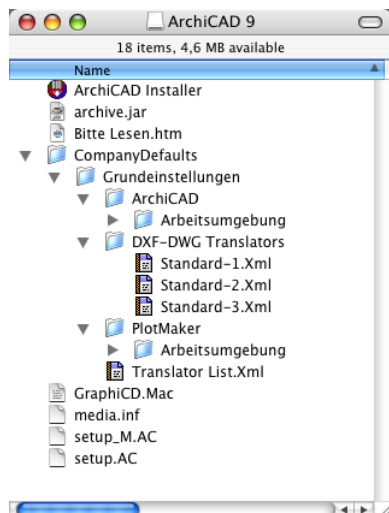 ArchiCAD 9
18 items, 4,6 MB available
Name
ArchiCAD Installer
archive.jar
Bitte Lesen.htm
CompanyDefaults
Grundeinstellungen
ArchiCAD
Arbeitsumgebung
DXF-DWG Translators
Standard-1.Xml
Standard-2.Xml
Standard-3.Xml
PlotMaker
Arbeitsumgebung
Translator List.Xml
GraphiCD.Mac
media.inf
setup_M.AC
setup.AC